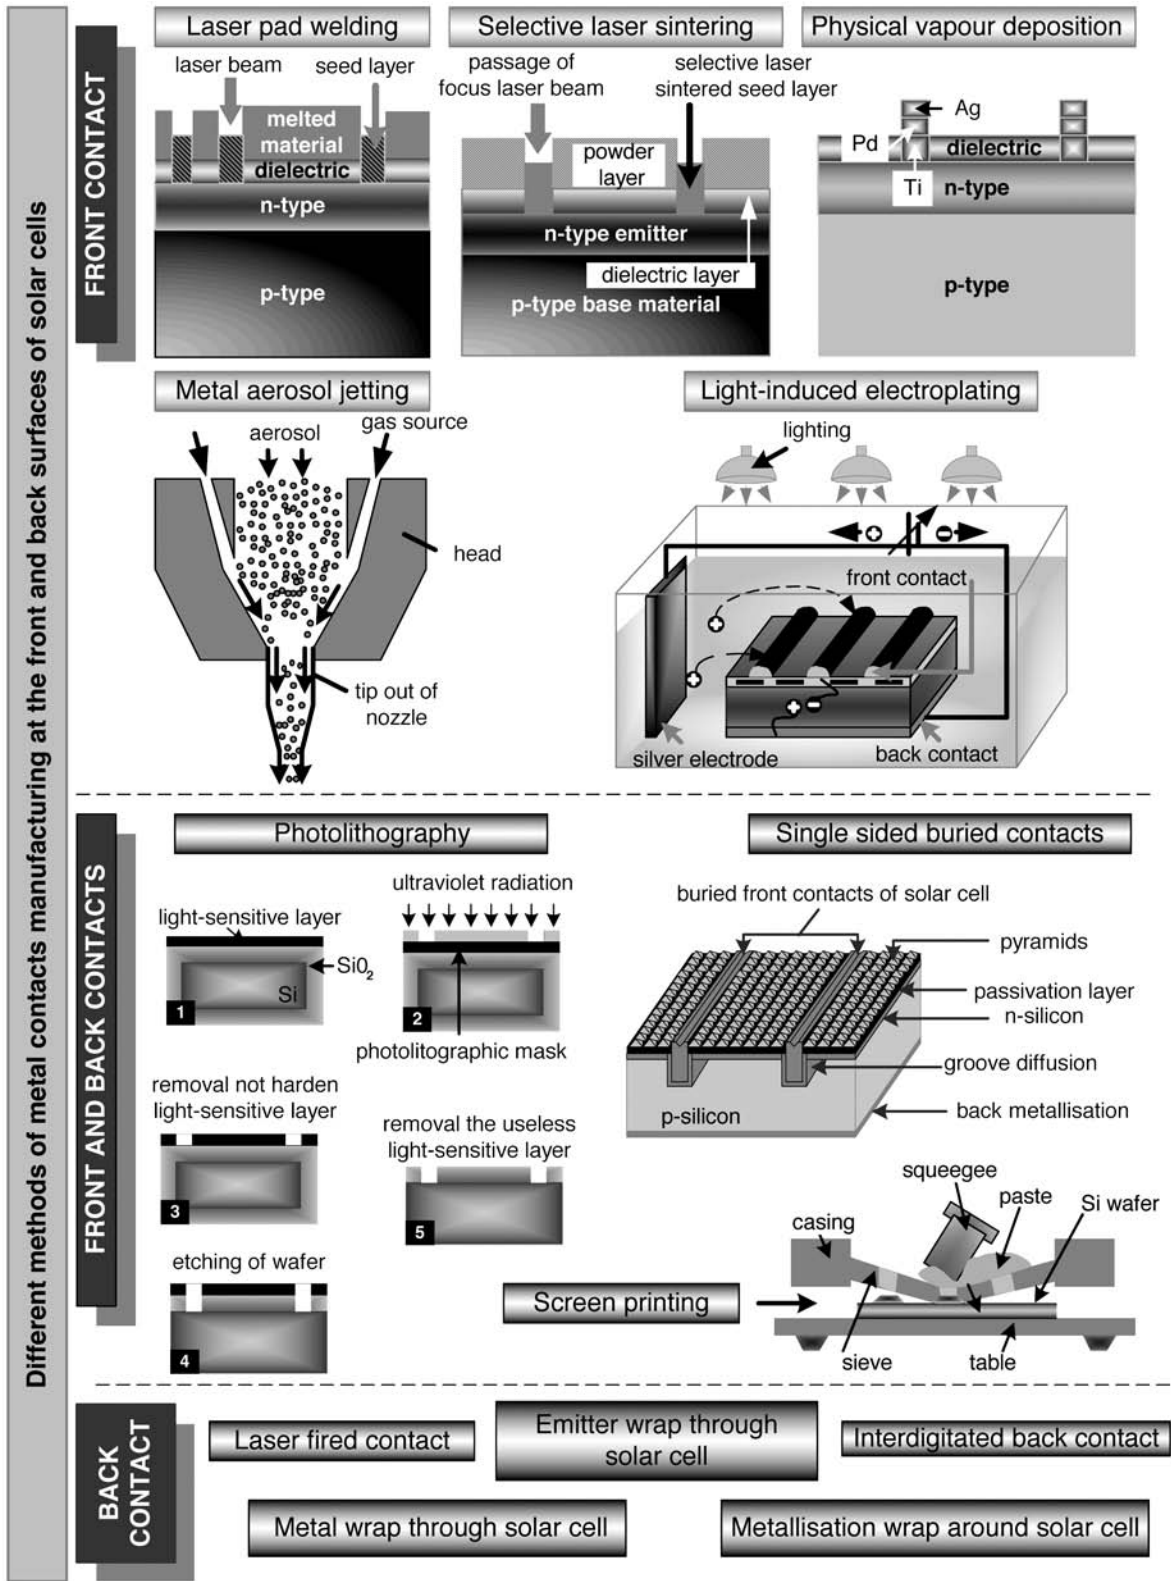 Different methods of metal contacts manufacturing at the front and back surfaces of solar cells
FRONT CONTACT
Laser pad welding
laser beam
seed layer
melted
material
dielectric
n-type
p-type
Selective laser sintering
passage of
focus laser beam
selective laser
sintered seed layer
powder
layer
n-type emitter
dielectric layer
p-type base material
Physical vapour deposition
Ag
Pd
dielectric
Ti
n-type
p-type
Metal aerosol jetting
aerosol
gas source
head
tip out of
nozzle
Light-induced electroplating
lighting
+
−
front contact
+
+
+
−
silver electrode
back contact
FRONT AND BACK CONTACTS
Photolithography
light-sensitive layer
SiO2
Si
1
ultraviolet radiation
2
photolitographic mask
removal not harden
light-sensitive layer
3
removal the useless
light-sensitive layer
5
etching of wafer
4
Single sided buried contacts
buried front contacts of solar cell
pyramids
passivation layer
n-silicon
groove diffusion
p-silicon
back metallisation
Screen printing
squeegee
paste
Si wafer
casing
sieve
table
BACK
CONTACT
Laser fired contact
Emitter wrap through
solar cell
Interdigitated back contact
Metal wrap through solar cell
Metallisation wrap around solar cell